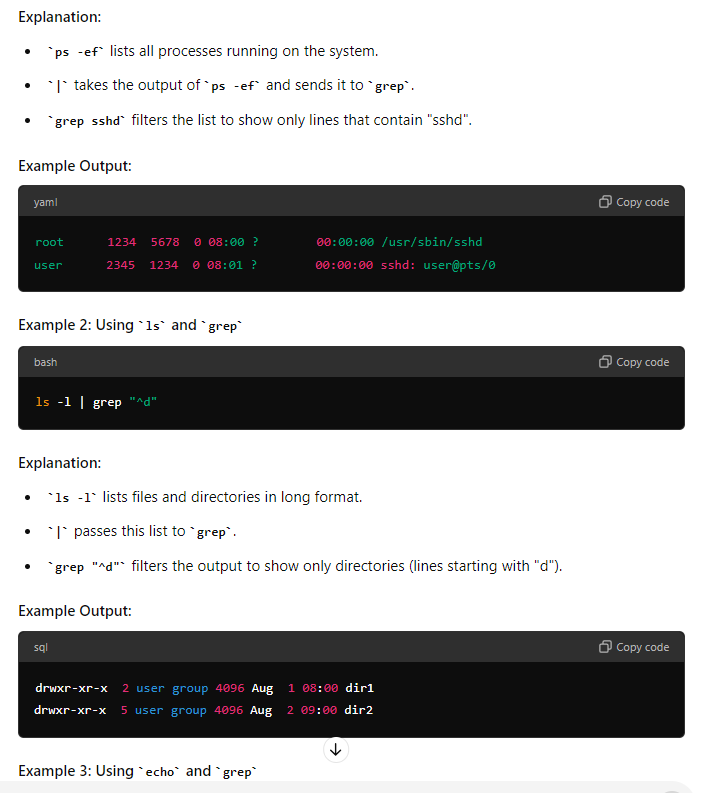 Explanation:
• `ps -ef` lists all processes running on the system.
• `|` takes the output of `ps -ef` and sends it to `grep`.
• `grep sshd` filters the list to show only lines that contain "sshd".
Example Output:
yaml Copy code
root      1234  5678  0 08:00 ?        00:00:00 /usr/sbin/sshd
user      2345  1234  0 08:01 ?        00:00:00 sshd: user@pts/0
Example 2: Using `ls` and `grep`
bash Copy code
ls -l | grep "^d"
Explanation:
• `ls -l` lists files and directories in long format.
• `|` passes this list to `grep`.
• `grep "^d"` filters the output to show only directories (lines starting with "d").
Example Output:
sql Copy code
drwxr-xr-x  2 user group 4096 Aug  1 08:00 dir1
drwxr-xr-x  5 user group 4096 Aug  2 09:00 dir2
Example 3: Using `echo` and `grep`